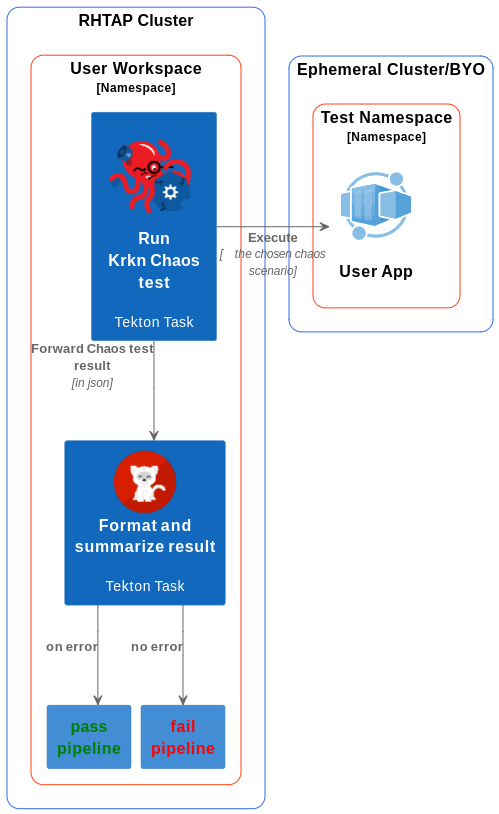 RHTAP Cluster
User Workspace
[Namespace]
Run
Krkn Chaos
test
Tekton Task
Ephemeral Cluster/BYO
Test Namespace
[Namespace]
User App
Execute
[ the chosen chaos
scenario]
Forward Chaos test
result
[in json]
Format and
summarize result
Tekton Task
on error
no error
pass
pipeline
fail
pipeline